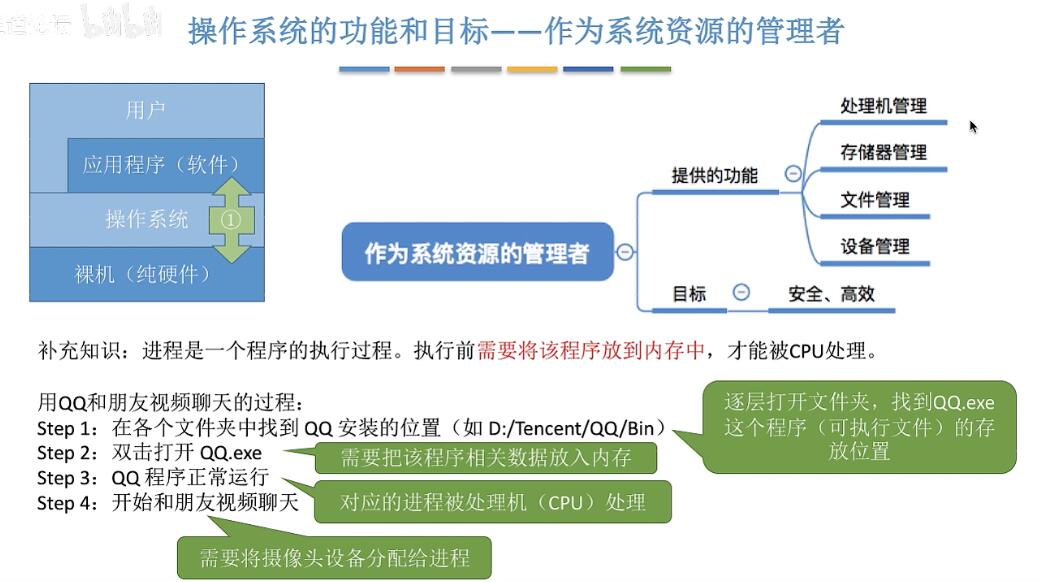 操作系统的功能和目标——作为系统资源的管理者
用户
应用程序（软件）
操作系统
①
裸机（纯硬件）
作为系统资源的管理者
提供的功能
处理机管理
存储器管理
文件管理
设备管理
目标
安全、高效
补充知识：进程是一个程序的执行过程。执行前需要将该程序放到内存中，才能被CPU处理。
用QQ和朋友视频聊天的过程：
Step 1：在各个文件夹中找到 QQ 安装的位置（如 D:/Tencent/QQ/Bin）
Step 2：双击打开 QQ.exe
Step 3：QQ 程序正常运行
Step 4：开始和朋友视频聊天
逐层打开文件夹，找到QQ.exe
这个程序（可执行文件）的存
放位置
需要把该程序相关数据放入内存
对应的进程被处理机（CPU）处理
需要将摄像头设备分配给进程